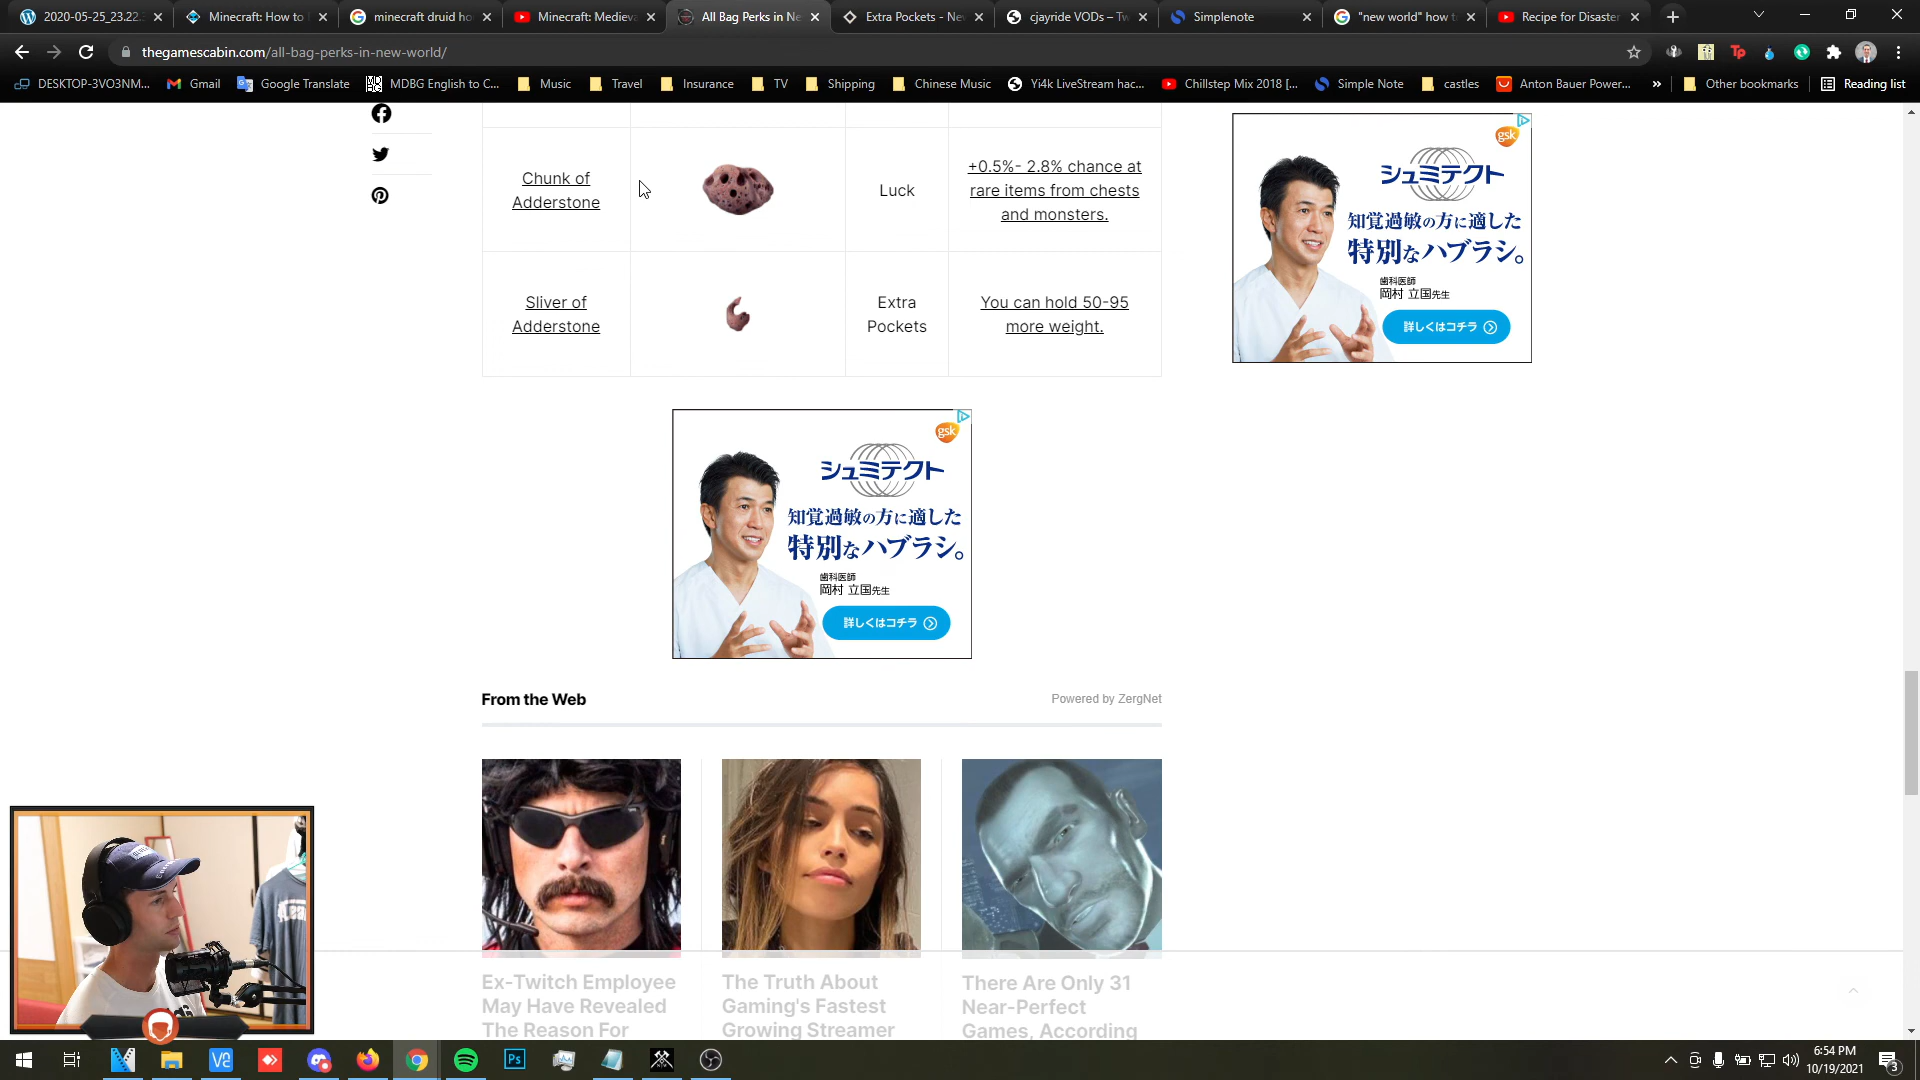 2020-05-25_23.22.
Minecraft: How to
minecraft druid ho
Minecraft: Medieva
All Bag Perks in Ne
Extra Pockets - Nev
cjayride VODs – Tw
Simplenote
"new world" how t
Recipe for Disaster
thegamescabin.com/all-bag-perks-in-new-world/
DESKTOP-3VO3NM...
Gmail
Google Translate
MDBG English to C...
Music
Travel
Insurance
TV
Shipping
Chinese Music
Yi4k LiveStream hac...
Chillstep Mix 2018 [...
Simple Note
castles
Anton Bauer Power...
»
Other bookmarks
Reading list
Chunk of
Adderstone
Luck
+0.5%- 2.8% chance at
rare items from chests
and monsters.
Sliver of
Adderstone
Extra
Pockets
You can hold 50-95
more weight.
gsk
シュミテクト
知覚過敏の方に適した
特別なハブラシ。
歯科医師
岡村 立国先生
詳しくはコチラ
gsk
シュミテクト
知覚過敏の方に適した
特別なハブラシ。
歯科医師
岡村 立国先生
詳しくはコチラ
From the Web
Powered by ZergNet
Ex-Twitch Employee
May Have Revealed
The Reason For
The Truth About
Gaming's Fastest
Growing Streamer
There Are Only 31
Near-Perfect
Games, According
Ps
6:54 PM
10/19/2021
3